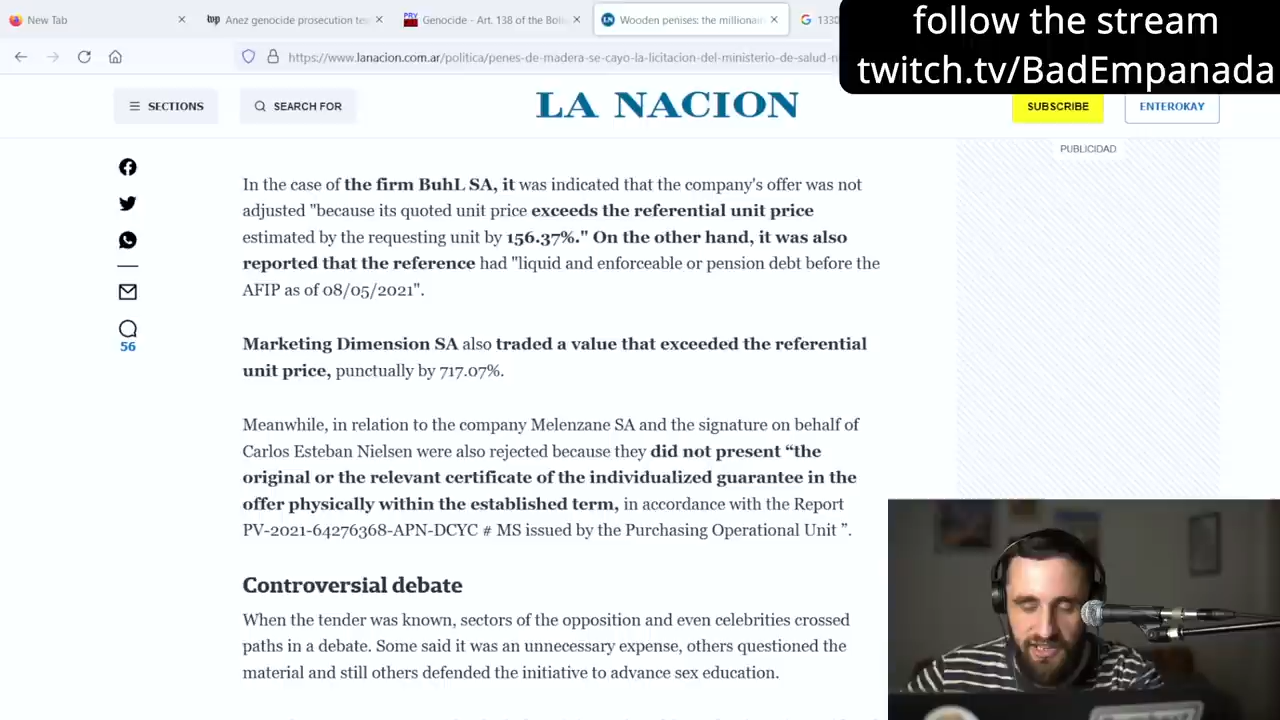 New Tab
Anez genocide prosecution tes
Genocide - Art. 138 of the Boli
Wooden penises: the millionair
1330
follow the stream
twitch.tv/BadEmpanada
https://www.lanacion.com.ar/politica/penes-de-madera-se-cayo-la-licitacion-del-ministerio-de-salud-n
SECTIONS
SEARCH FOR
LA NACION
SUBSCRIBE
ENTEROKAY
PUBLICIDAD
In the case of the firm BuhL SA, it was indicated that the company's offer was not
adjusted "because its quoted unit price exceeds the referential unit price
estimated by the requesting unit by 156.37%." On the other hand, it was also
reported that the reference had "liquid and enforceable or pension debt before the
AFIP as of 08/05/2021".
56
Marketing Dimension SA also traded a value that exceeded the referential
unit price, punctually by 717.07%.
Meanwhile, in relation to the company Melenzane SA and the signature on behalf of
Carlos Esteban Nielsen were also rejected because they did not present “the
original or the relevant certificate of the individualized guarantee in the
offer physically within the established term, in accordance with the Report
PV-2021-64276368-APN-DCYC # MS issued by the Purchasing Operational Unit ”.
Controversial debate
When the tender was known, sectors of the opposition and even celebrities crossed
paths in a debate. Some said it was an unnecessary expense, others questioned the
material and still others defended the initiative to advance sex education.